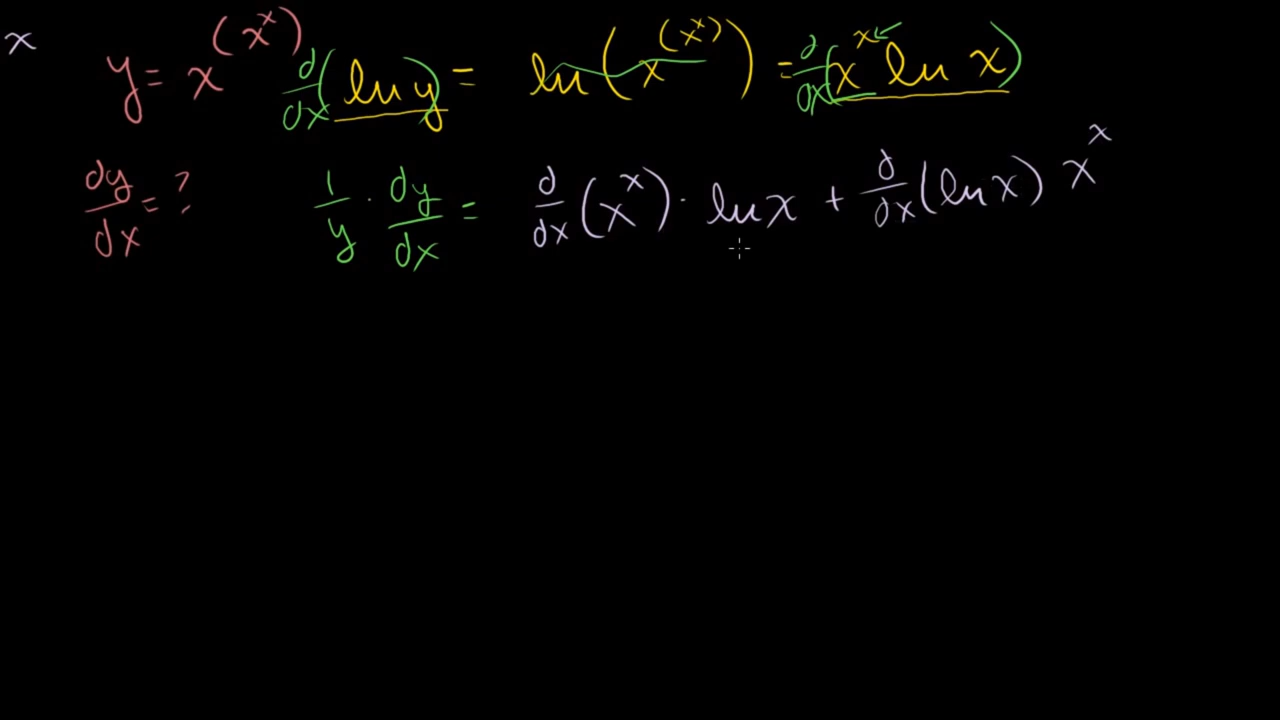 x y = x^(x^x) d/dx (ln y) = ln (x^(x^x)) = d/dx (x^x ln x)
dy/dx = ? 1/y · dy/dx = d/dx (x^x) · ln x + d/dx (ln x) x^x